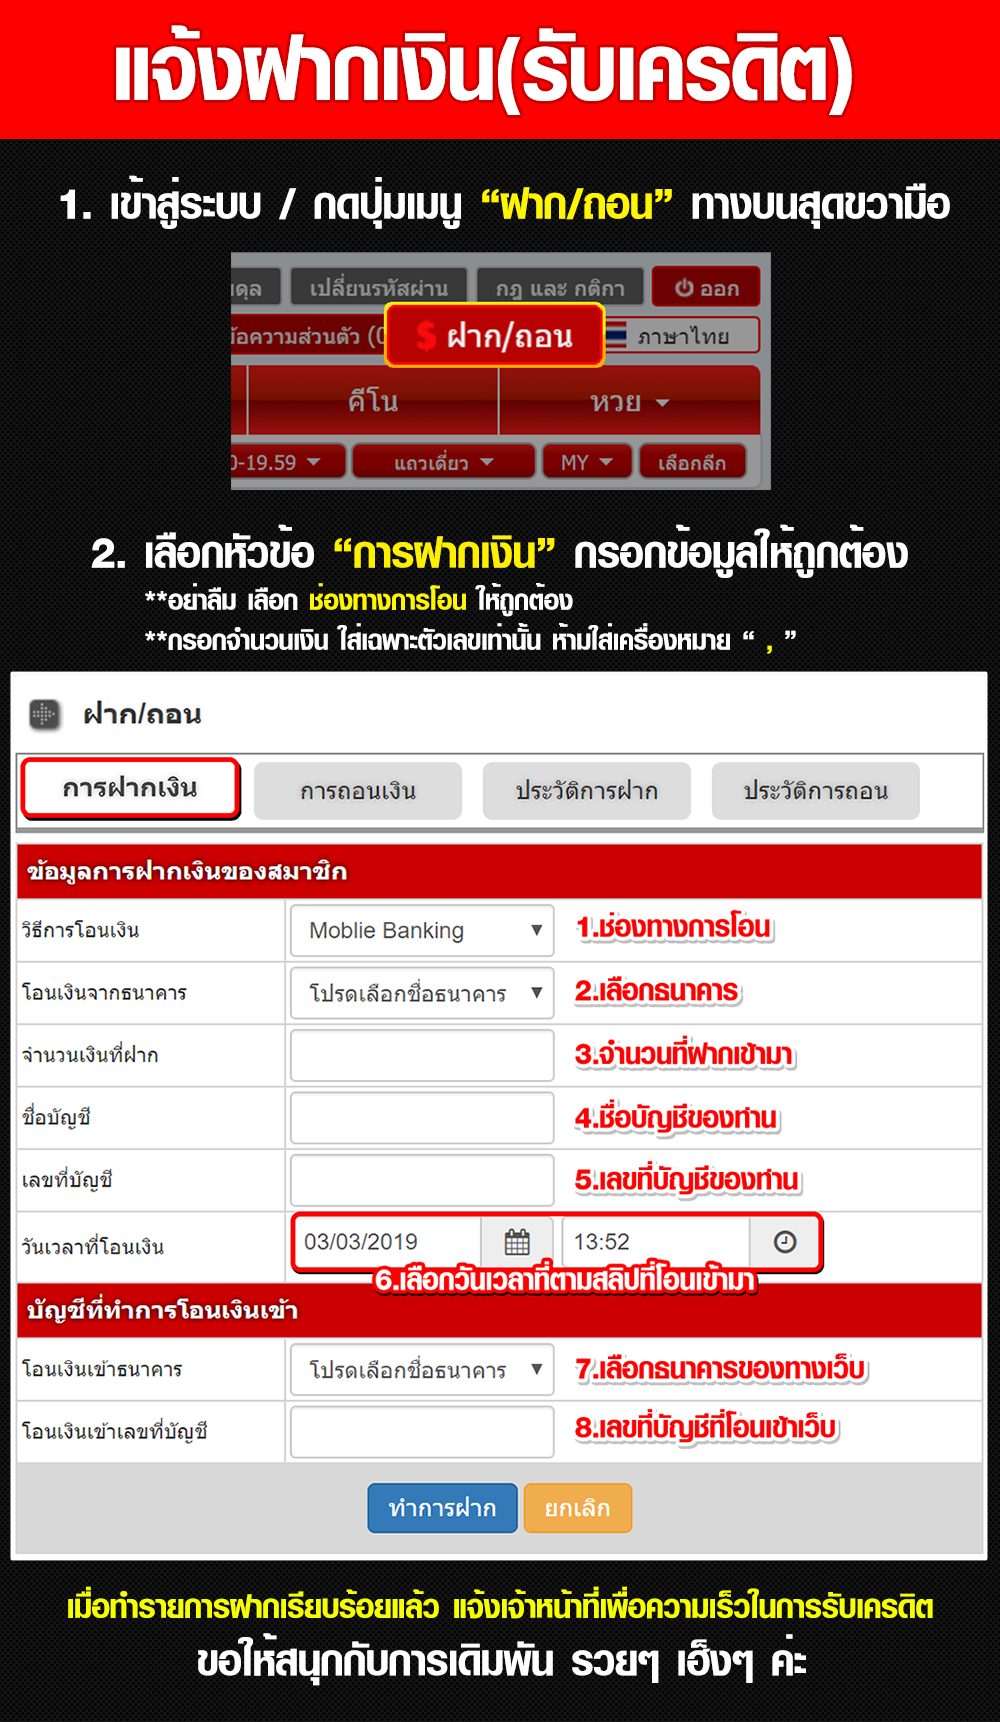 แจ้งฝากเงิน(รับเครดิต)
1. เข้าสู่ระบบ / กดปุ่มเมนู “ฝาก/ถอน” ทางบนสุดขวามือ
เปลี่ยนรหัสผ่าน กฎ และ กติกา ออก
ข้อความส่วนตัว (0 $ ฝาก/ถอน ภาษาไทย
คีโน หวย
0-19.59 แถวเดี่ยว MY เลือกลีก
2. เลือกหัวข้อ “การฝากเงิน” กรอกข้อมูลให้ถูกต้อง
**อย่าลืม เลือก ช่องทางการโอน ให้ถูกต้อง
**กรอกจำนวนเงิน ใส่เฉพาะตัวเลขเท่านั้น ห้ามใส่เครื่องหมาย “ , ”
ฝาก/ถอน
การฝากเงิน การถอนเงิน ประวัติการฝาก ประวัติการถอน
ข้อมูลการฝากเงินของสมาชิก
วิธีการโอนเงิน Moblie Banking 1.ช่องทางการโอน
โอนเงินจากธนาคาร โปรดเลือกชื่อธนาคาร 2.เลือกธนาคาร
จำนวนเงินที่ฝาก 3.จำนวนที่ฝากเข้ามา
ชื่อบัญชี 4.ชื่อบัญชีของท่าน
เลขที่บัญชี 5.เลขที่บัญชีของท่าน
วันเวลาที่โอนเงิน 03/03/2019 13:52
6.เลือกวันเวลาที่ตามสลิปที่โอนเข้ามา
บัญชีที่ทำการโอนเงินเข้า
โอนเงินเข้าธนาคาร โปรดเลือกชื่อธนาคาร 7.เลือกธนาคารของทางเว็บ
โอนเงินเข้าเลขที่บัญชี 8.เลขที่บัญชีที่โอนเข้าเว็บ
ทำการฝาก ยกเลิก
เมื่อทำรายการฝากเรียบร้อยแล้ว แจ้งเจ้าหน้าที่เพื่อความเร็วในการรับเครดิต
ขอให้สนุกกับการเดิมพัน รวยๆ เฮ็งๆ ค่ะ